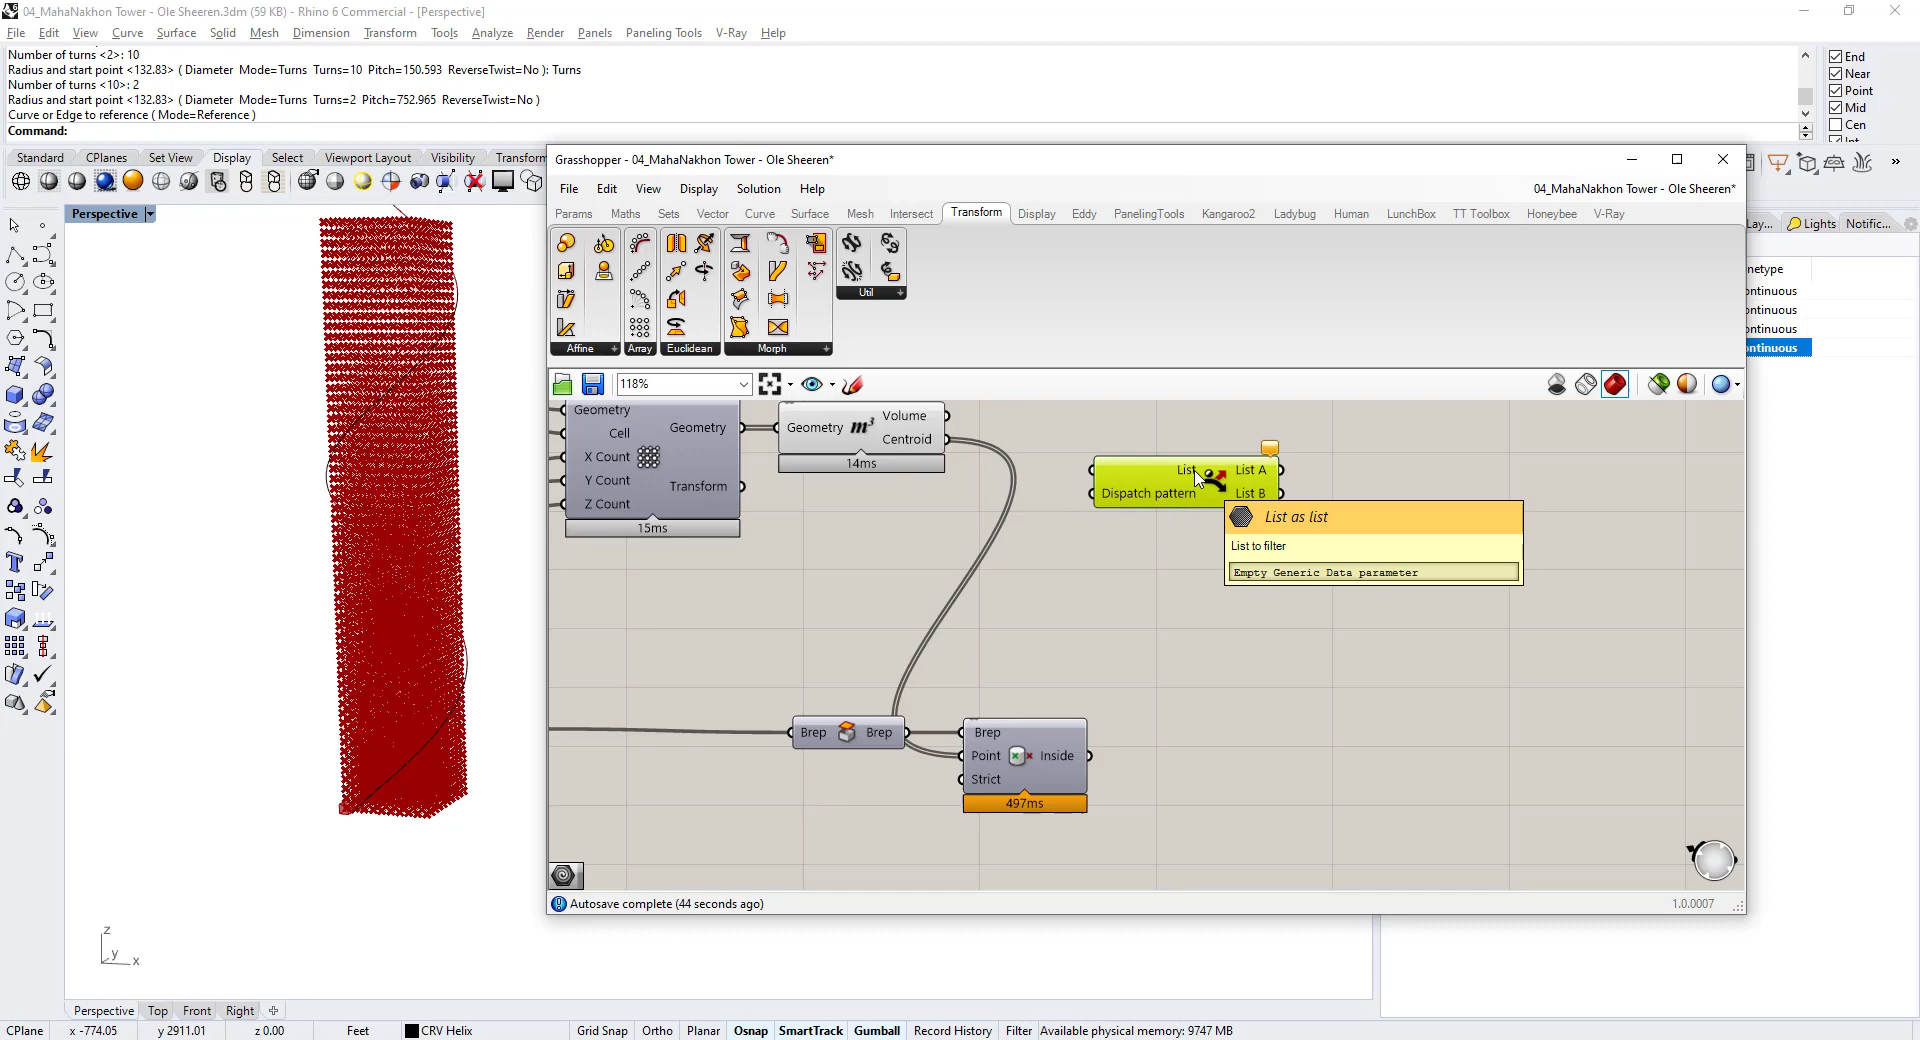 04_MahaNakhon Tower - Ole Sheeren.3dm (59 KB) - Rhino 6 Commercial - [Perspective]
File Edit View Curve Surface Solid Mesh Dimension Transform Tools Analyze Render Panels Paneling Tools V-Ray Help
Number of turns <2>: 10
Radius and start point <132.83> ( Diameter Mode=Turns Turns=10 Pitch=150.593 ReverseTwist=No ): Turns
Number of turns <10>: 2
Radius and start point <132.83> ( Diameter Mode=Turns Turns=2 Pitch=752.965 ReverseTwist=No )
Curve or Edge to reference ( Mode=Reference )
Command:
End
Near
Point
Mid
Cen
Standard CPlanes Set View Display Select Viewport Layout Visibility Transform
Perspective
Grasshopper - 04_MahaNakhon Tower - Ole Sheeren*
File Edit View Display Solution Help
04_MahaNakhon Tower - Ole Sheeren*
Params Maths Sets Vector Curve Surface Mesh Intersect Transform Display Eddy PanelingTools Kangaroo2 Ladybug Human LunchBox TT Toolbox Honeybee V-Ray
Affine Array Euclidean Morph Util
118%
Lay... Lights Notific...
netype
ontinuous
ontinuous
ontinuous
ontinuous
Geometry
Cell
X Count
Y Count
Z Count
Geometry
Transform
15ms
Geometry
m³
Volume
Centroid
14ms
List
Dispatch pattern
List A
List B
List as list
List to filter
Empty Generic Data parameter
Brep Brep
Brep
Point
Strict
Inside
497ms
Autosave complete (44 seconds ago)
1.0.0007
z
y
x
Perspective Top Front Right
CPlane x -774.05 y 2911.01 z 0.00 Feet CRV Helix Grid Snap Ortho Planar Osnap SmartTrack Gumball Record History Filter Available physical memory: 9747 MB